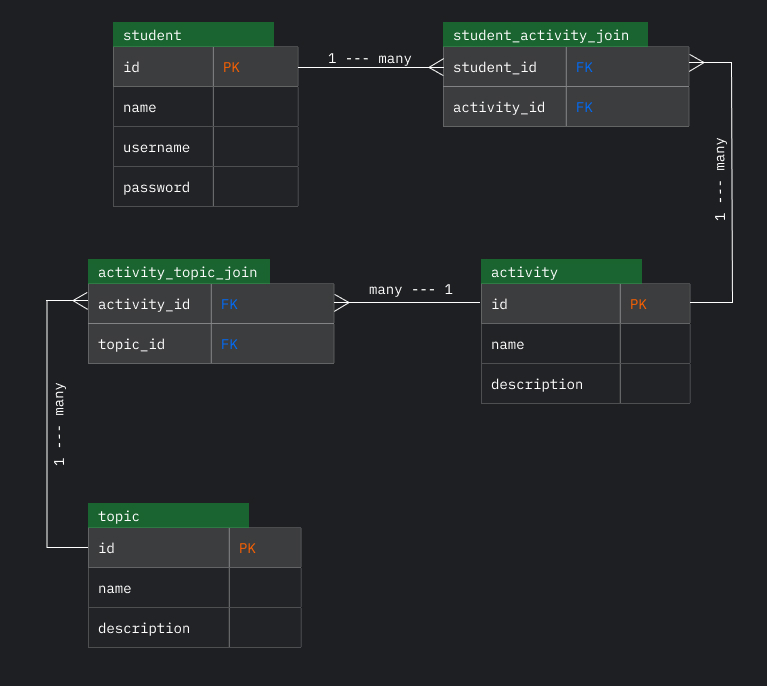 student
id PK
name
username
password
1 --- many
student_activity_join
student_id FK
activity_id FK
1 --- many
activity_topic_join
activity_id FK
topic_id FK
many --- 1
activity
id PK
name
description
1 --- many
topic
id PK
name
description